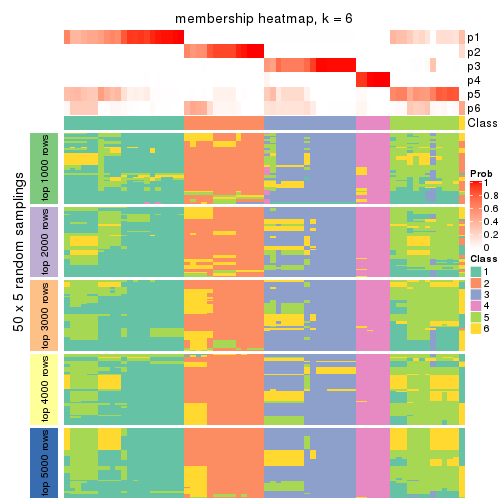 membership heatmap, k = 6
p1
p2
p3
p4
p5
p6
Class
50 x 5 random samplings
top 1000 rows
top 2000 rows
top 3000 rows
top 4000 rows
top 5000 rows
Prob
1
0.8
0.6
0.4
0.2
0
Class
1
2
3
4
5
6